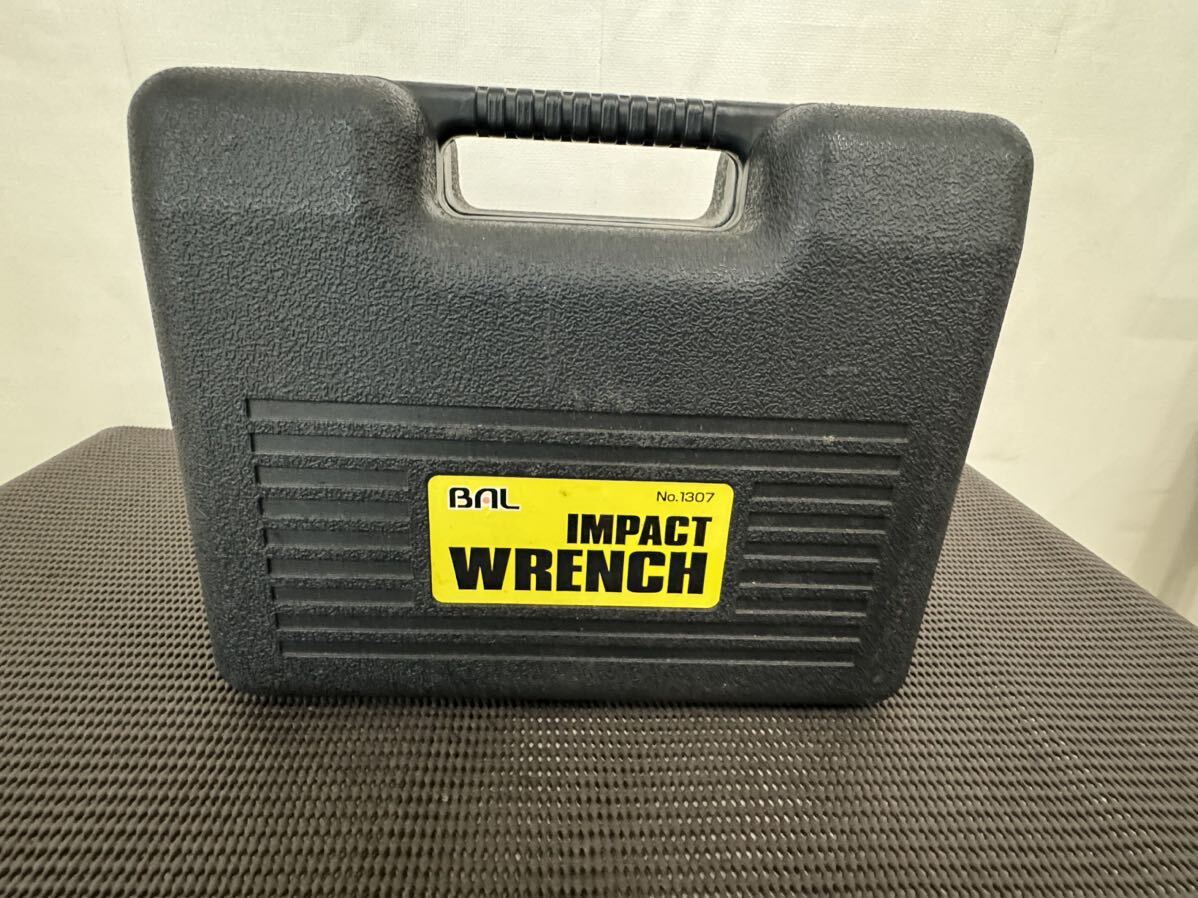 BAL No.1307
IMPACT
WRENCH